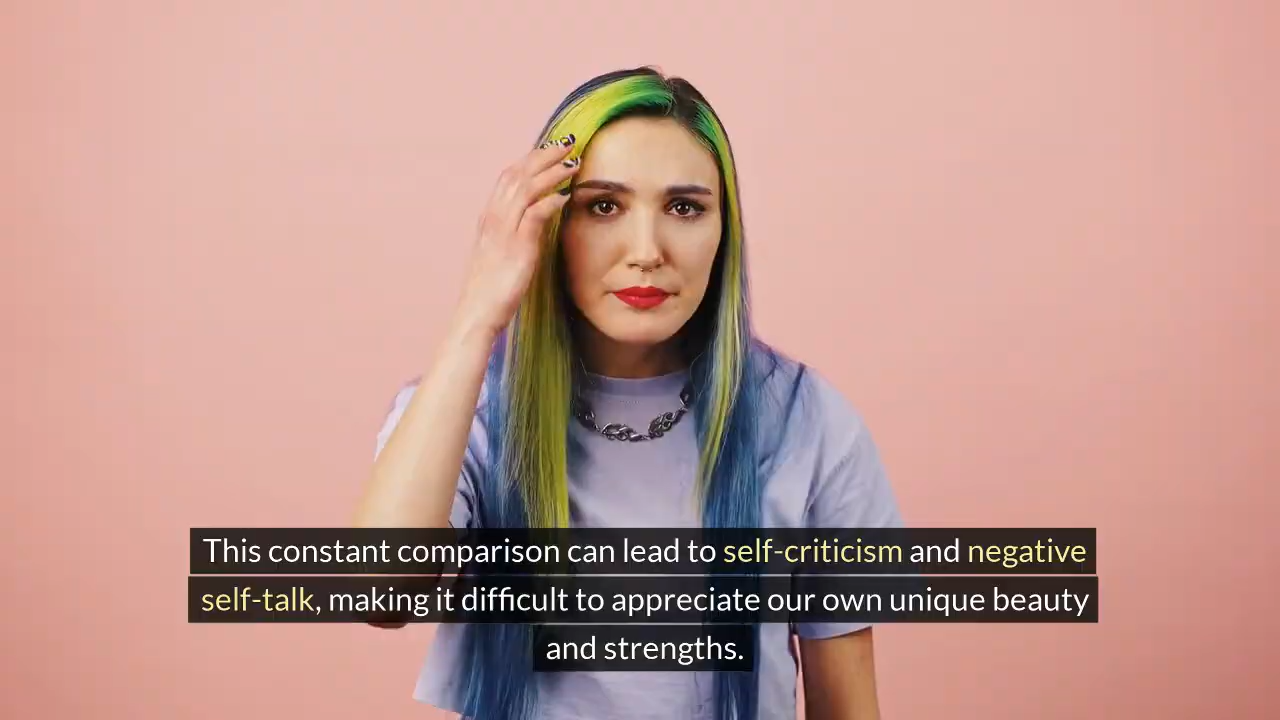 This constant comparison can lead to self-criticism and negative
self-talk, making it difficult to appreciate our own unique beauty
and strengths.